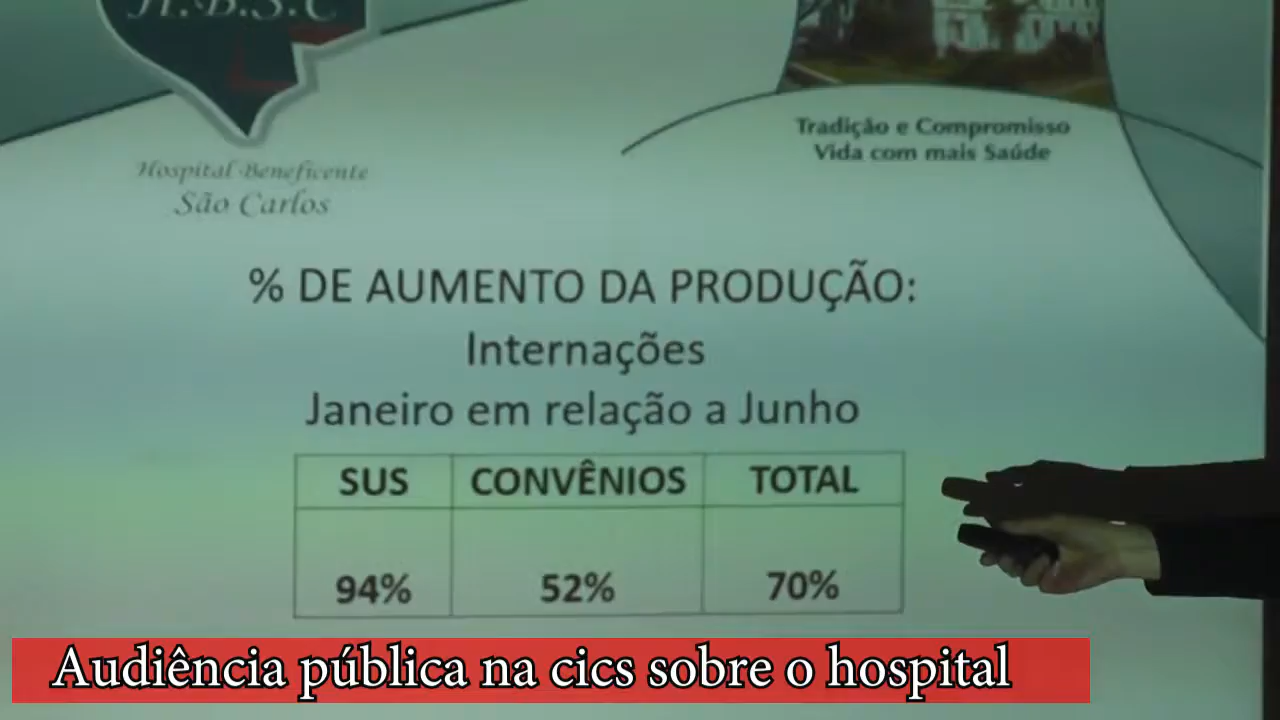 H.B.S.C
Tradição e Compromisso
Vida com mais Saúde
Hospital Beneficente
São Carlos
% DE AUMENTO DA PRODUÇÃO:
Internações
Janeiro em relação a Junho
SUS CONVÊNIOS TOTAL
94% 52% 70%
Audiência pública na cics sobre o hospital